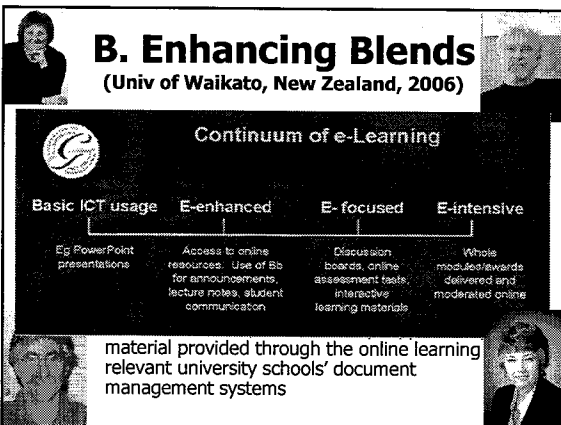 B. Enhancing Blends
(Univ of Waikato, New Zealand, 2006)
Continuum of e-Learning
Basic ICT usage
Eg PowerPoint
presentations
E-enhanced
Access to online
resources. Use of Bb
for announcements,
lecture notes, student
communication
E- focused
Discussion
boards, online
assessment tests,
interactive
learning materials
E-intensive
Whole
modules/awards
delivered and
moderated online
material provided through the online learning
relevant university schools' document
management systems